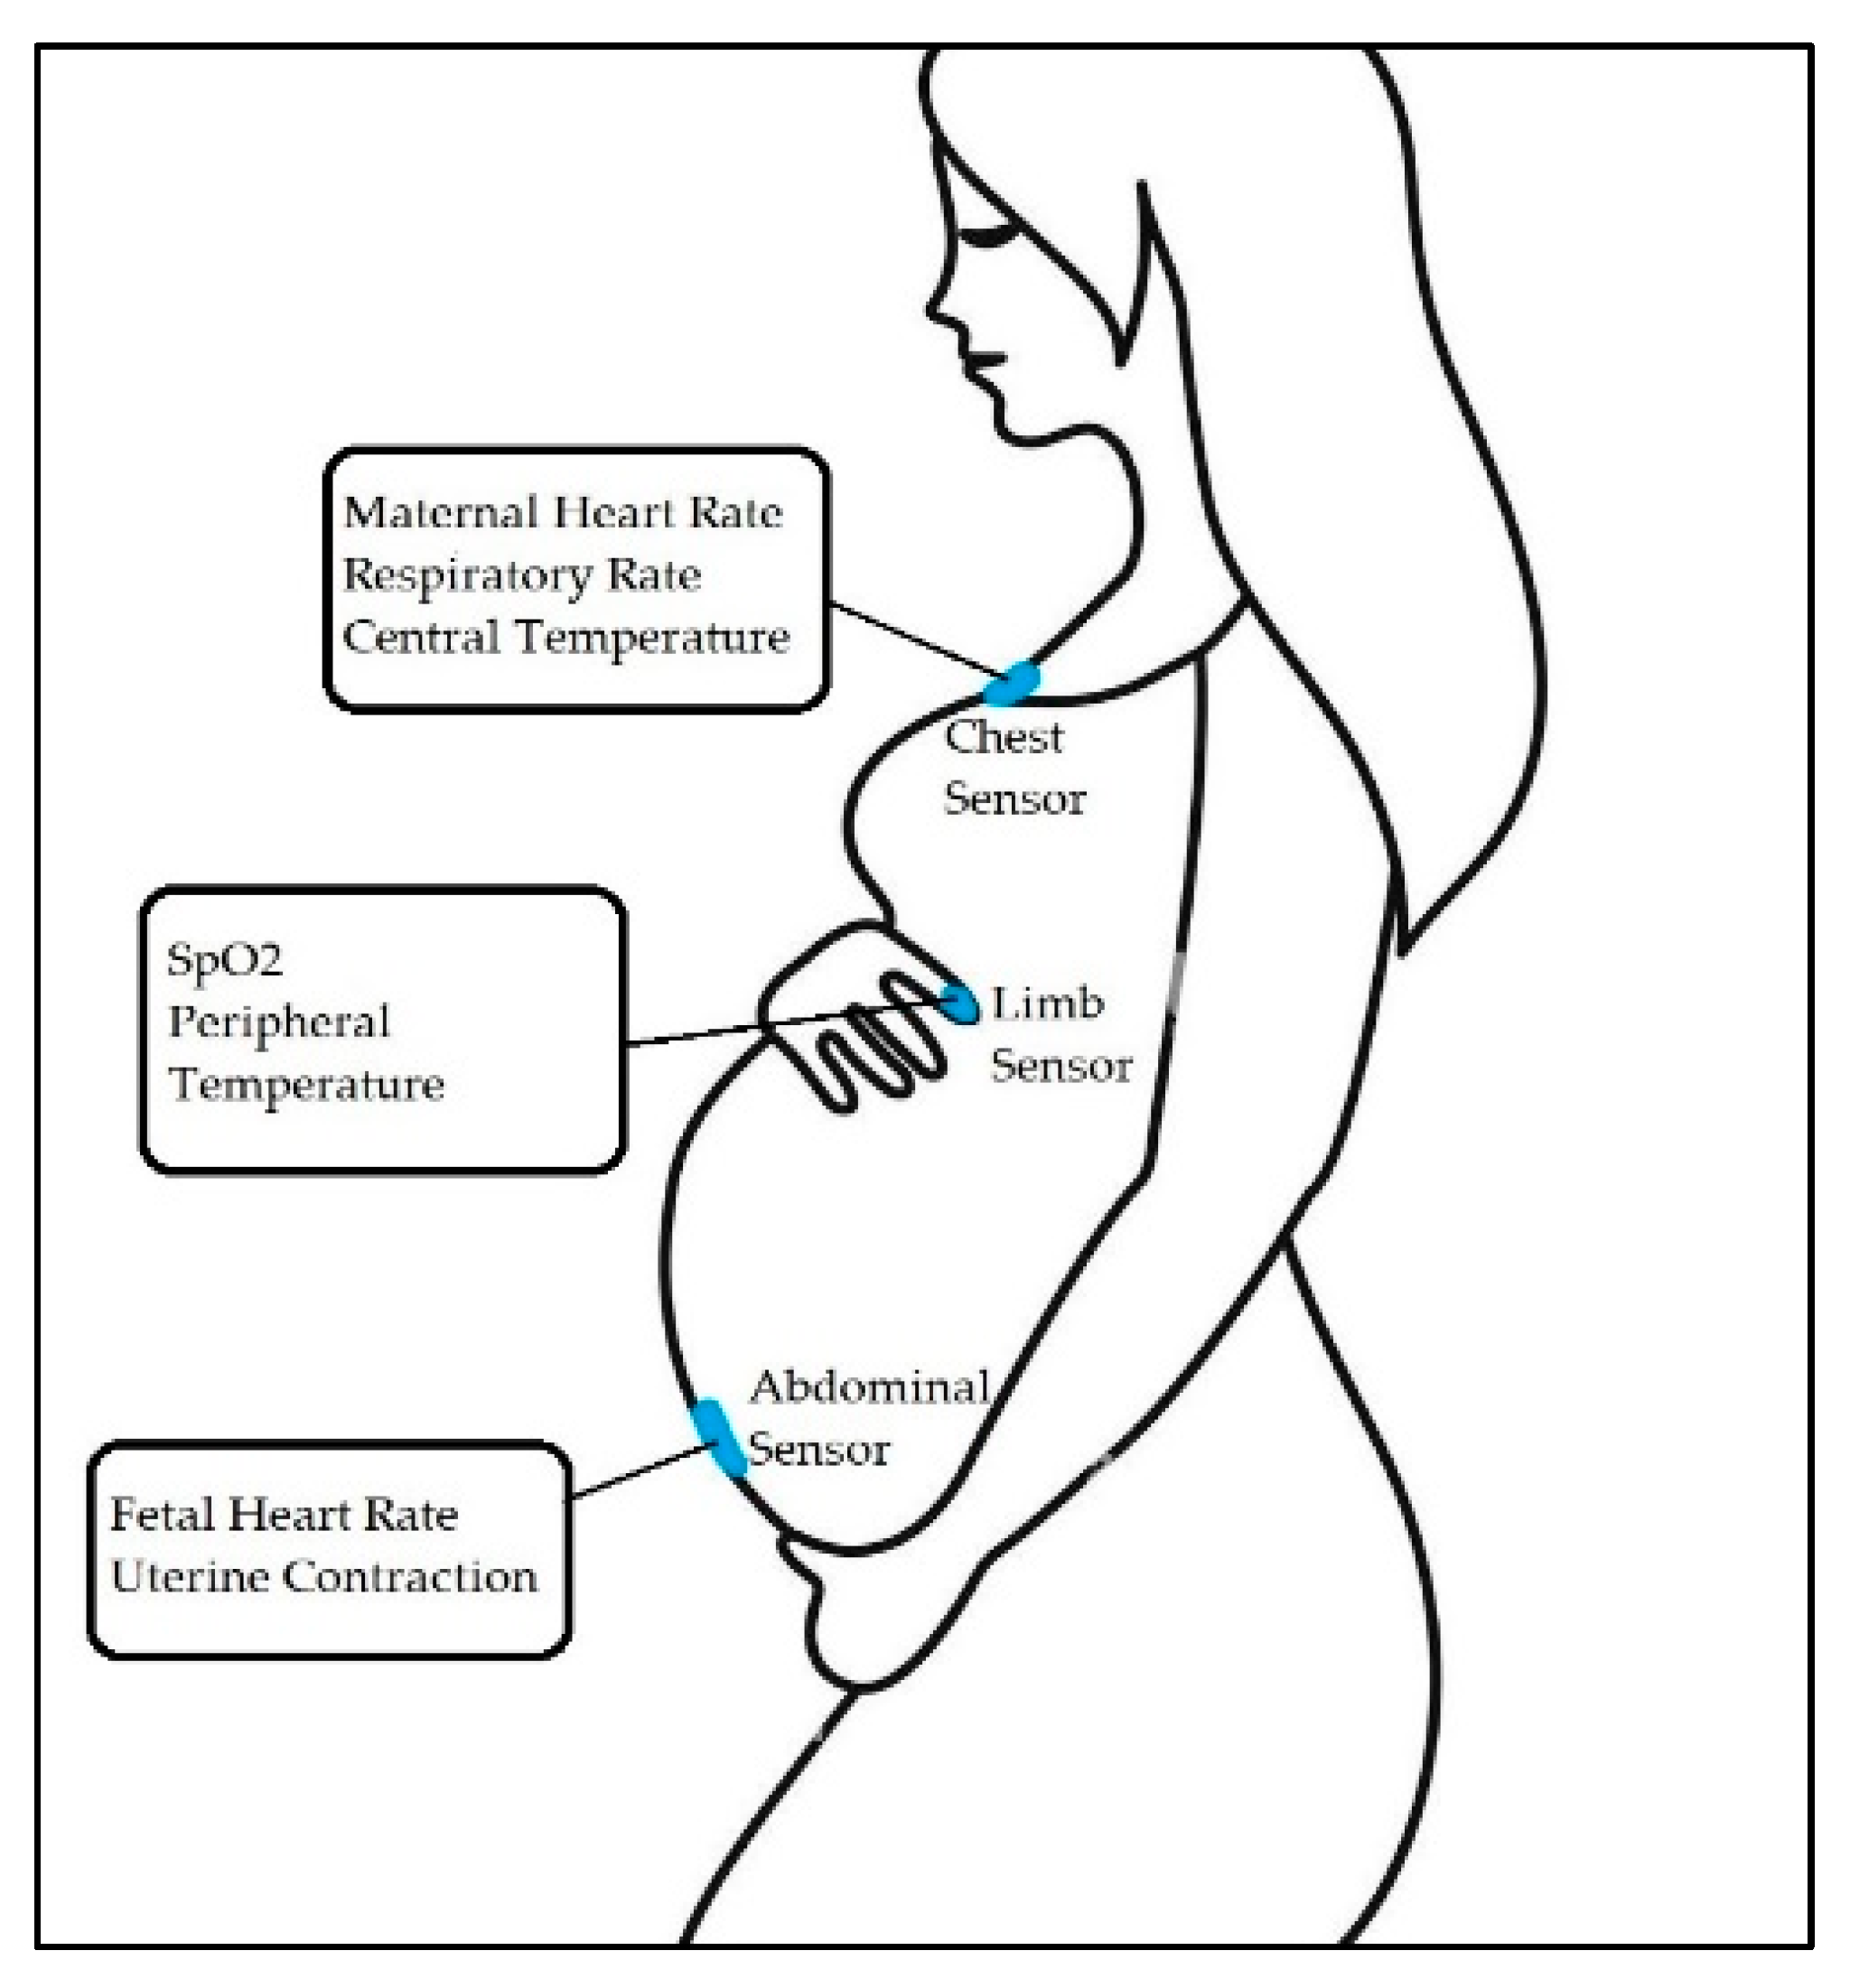 Maternal Heart Rate
Respiratory Rate
Central Temperature
Chest
Sensor
SpO2
Peripheral
Temperature
Limb
Sensor
Abdominal
Sensor
Fetal Heart Rate
Uterine Contraction